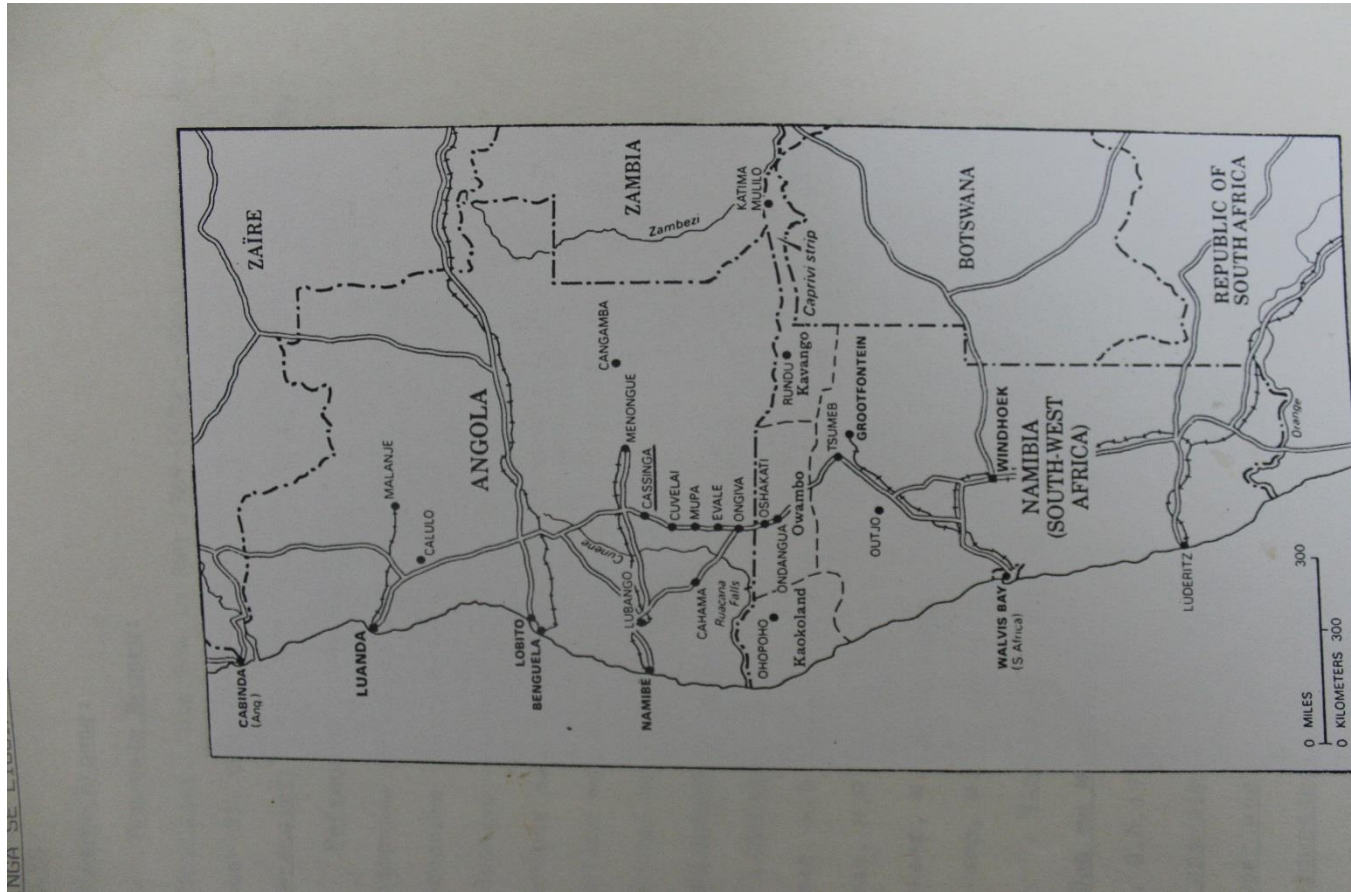 NGA SE
ZAÏRE
CABINDA
(Ang.)
LUANDA
MALANJE
CALULO
ANGOLA
LOBITO
BENGUELA
NAMIBE
LUBANGO
Cunene
MENONGUE
CANGAMBA
CASSINGA
CUVELAI
MUPA
EVALE
ONGIVA
CAHAMA
Ruacana
Falls
ZAMBIA
Zambezi
KATIMA
MULILO
Caprivi strip
OSHAKATI
ONDANGUA
Owambo
OHOPOHO
Kaokoland
RUNDU
Kavango
TSUMEB
GROOTFONTEIN
OUTJO
BOTSWANA
WINDHOEK
WALVIS BAY
(S. Africa)
NAMIBIA
(SOUTH-WEST
AFRICA)
LUDERITZ
REPUBLIC OF
SOUTH AFRICA
Orange
0 MILES 300
0 KILOMETERS 300